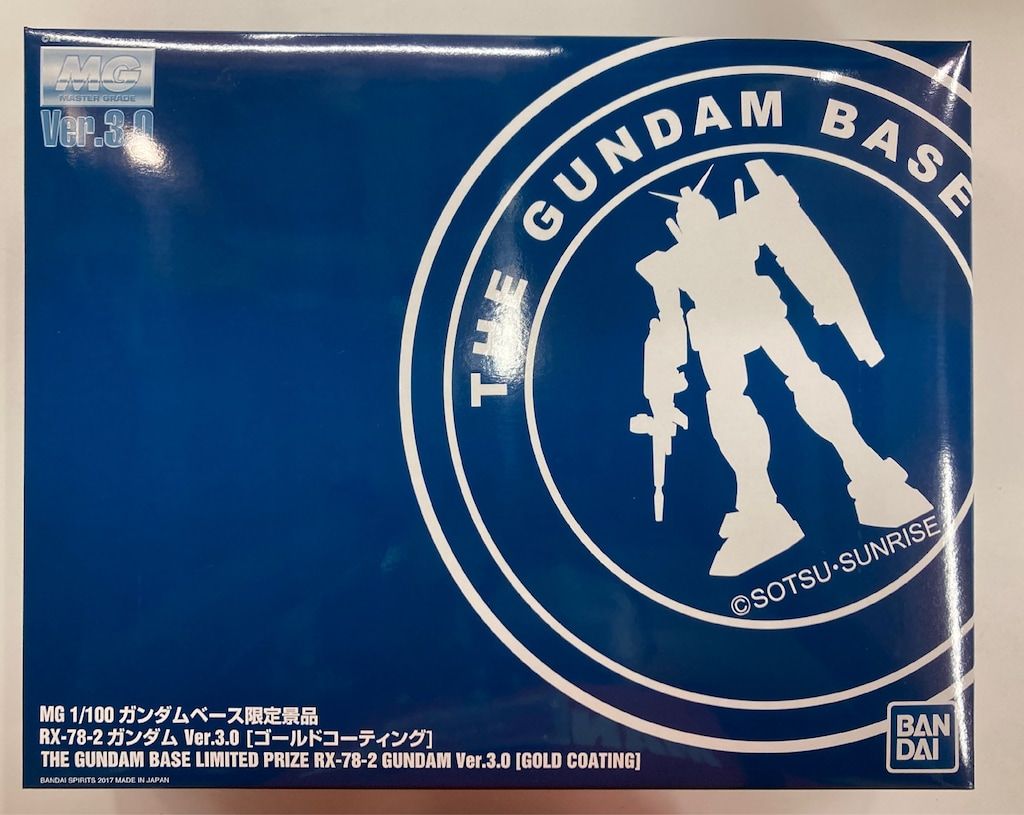 MG
MASTER GRADE
Ver.3.0
THE GUNDAM BASE
©SOTSU・SUNRISE
MG 1/100 ガンダムベース限定景品
RX-78-2 ガンダム Ver.3.0 [ゴールドコーティング]
THE GUNDAM BASE LIMITED PRIZE RX-78-2 GUNDAM Ver.3.0 [GOLD COATING]
BANDAI SPIRITS 2017 MADE IN JAPAN
BAN
DAI